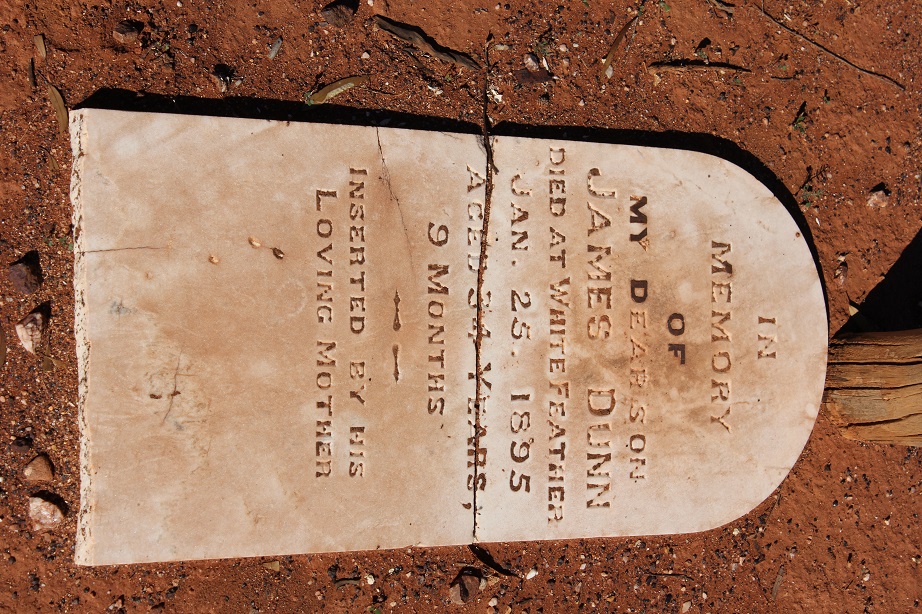 IN
MEMORY
OF
MY DEAR SON
JAMES DUNN
DIED AT WHITE FEATHER
JAN. 25. 1895
AGED YEARS,
9 MONTHS
INSERTED BY HIS
LOVING MOTHER